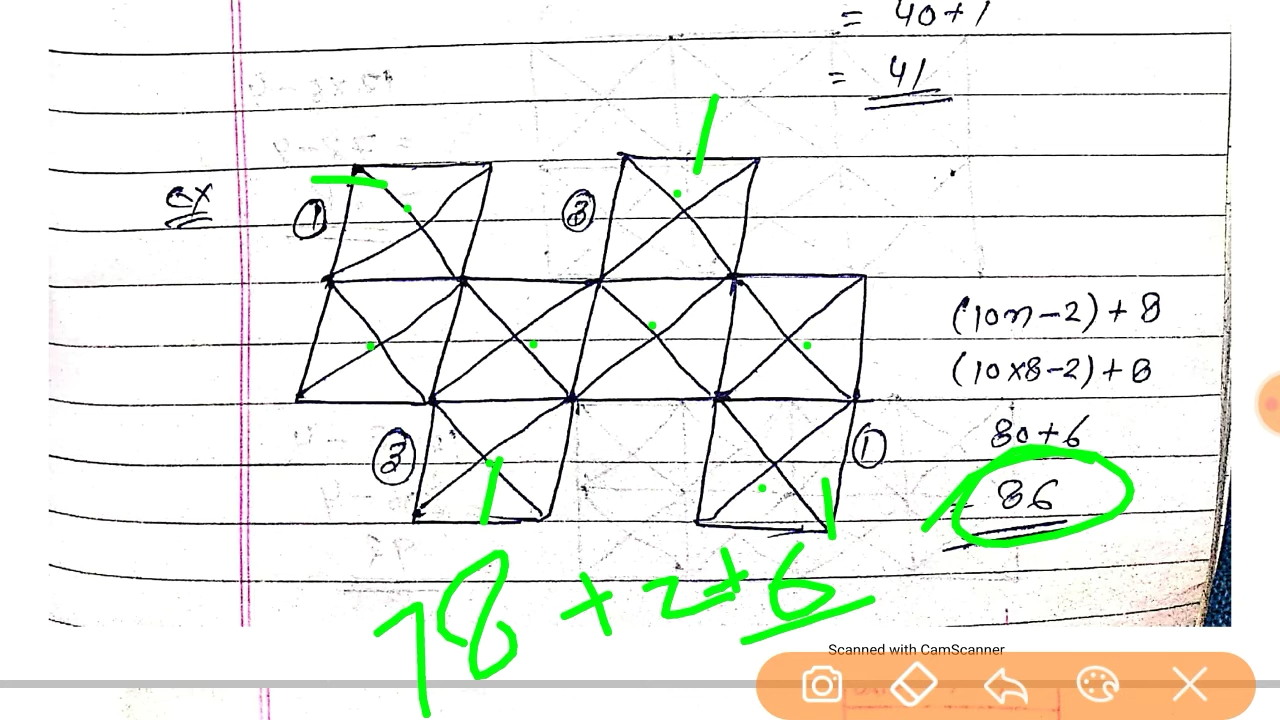 = 40+1
= 41
ex
① ③
(10n-2)+8
(10×8-2)+8
② ①
80+6
= 86
78+2+6
Scanned with CamScanner